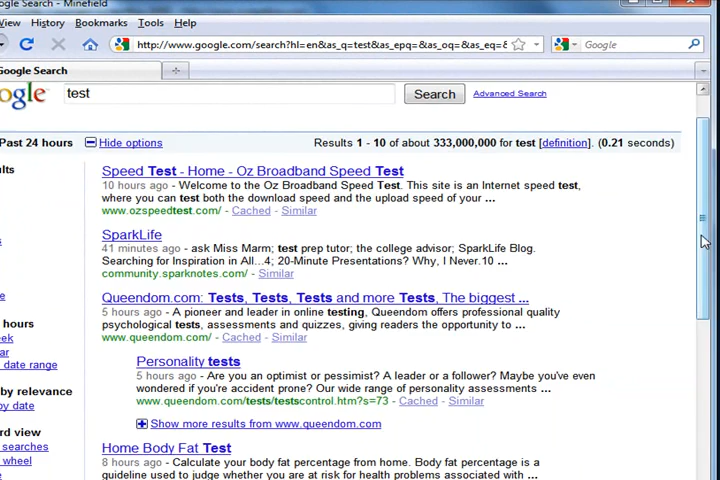 ogle Search - Minefield
View History Bookmarks Tools Help
http://www.google.com/search?hl=en&as_q=test&as_epq=&as_oq=&as_eq=& Google
Google Search
ogle test Search Advanced Search
Past 24 hours Hide options Results 1 - 10 of about 333,000,000 for test [definition]. (0.21 seconds)
ults
Speed Test - Home - Oz Broadband Speed Test
10 hours ago - Welcome to the Oz Broadband Speed Test. This site is an Internet speed test,
where you can test both the download speed and the upload speed of your ...
www.ozspeedtest.com/ - Cached - Similar
SparkLife
s
41 minutes ago - ask Miss Marm; test prep tutor; the college advisor; SparkLife Blog.
Searching for Inspiration in All...4; 20-Minute Presentations? Why, I Never.10 ...
community.sparknotes.com/ - Similar
e
Queendom.com: Tests, Tests, Tests and more Tests, The biggest ...
5 hours ago - A pioneer and leader in online testing, Queendom offers professional quality
hours
psychological tests, assessments and quizzes, giving readers the opportunity to ...
eek
www.queendom.com/ - Cached - Similar
ar
date range
Personality tests
5 hours ago - Are you an optimist or pessimist? A leader or a follower? Maybe you've even
by relevance
wondered if you're accident prone? Our wide range of personality assessments ...
by date
www.queendom.com/tests/testscontrol.htm?s=73 - Cached - Similar
Show more results from www.queendom.com
rd view
searches
Home Body Fat Test
wheel
8 hours ago - Calculate your body fat percentage from home. Body fat percentage is a
e
guideline used to judge whether you are at risk for health problems associated with ...